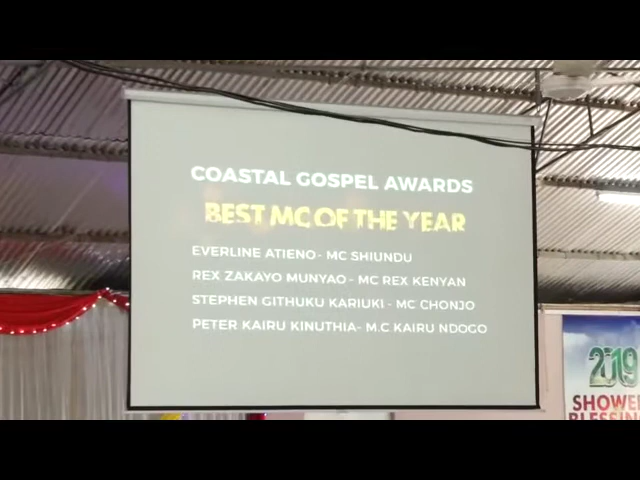 COASTAL GOSPEL AWARDS
BEST MC OF THE YEAR
EVERLINE ATIENO- MC SHIUNDU
REX ZAKAYO MUNYAO- MC REX KENYAN
STEPHEN GITHUKU KARIUKI - MC CHONJO
PETER KAIRU KINUTHIA- M.C KAIRU NDOGO
2019